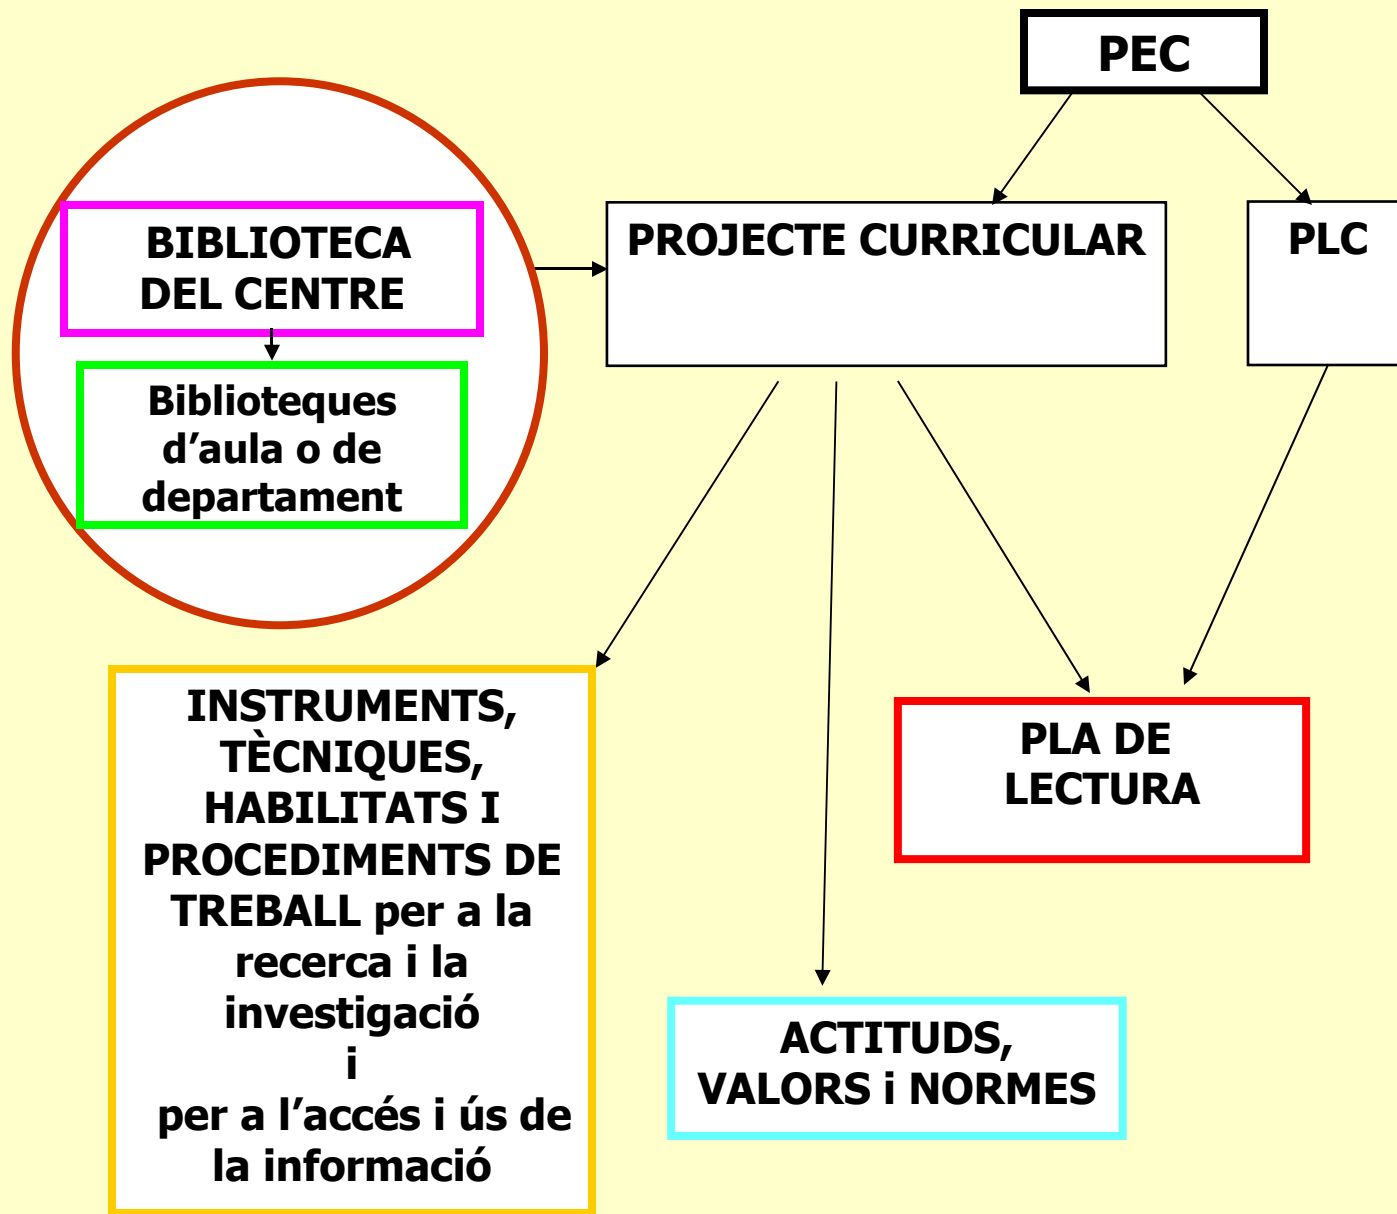 PEC
BIBLIOTECA
DEL CENTRE
Biblioteques
d’aula o de
departament
PROJECTE CURRICULAR
PLC
INSTRUMENTS,
TÈCNIQUES,
HABILITATS I
PROCEDIMENTS DE
TREBALL per a la
recerca i la
investigació
i
per a l’accés i ús de
la informació
ACTITUDS,
VALORS i NORMES
PLA DE
LECTURA